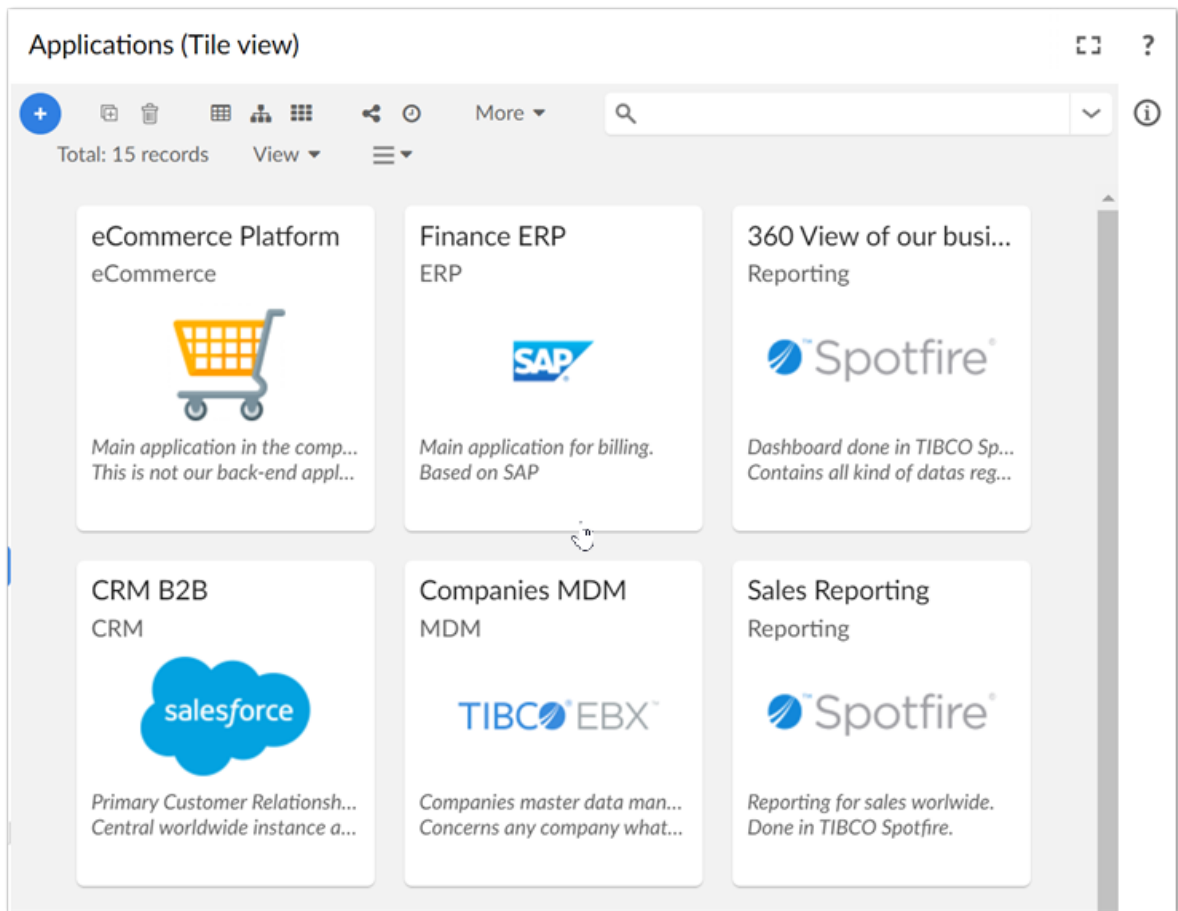 Applications (Tile view)
?
More
Total: 15 records
View
eCommerce Platform
eCommerce
Main application in the comp...
This is not our back-end appl...
Finance ERP
ERP
SAP
Main application for billing.
Based on SAP
360 View of our busi...
Reporting
Spotfire
Dashboard done in TIBCO Sp...
Contains all kind of datas reg...
CRM B2B
CRM
salesforce
Primary Customer Relationsh...
Central worldwide instance a...
Companies MDM
MDM
TIBCO EBX
Companies master data man...
Concerns any company what...
Sales Reporting
Reporting
Spotfire
Reporting for sales worlwide.
Done in TIBCO Spotfire.